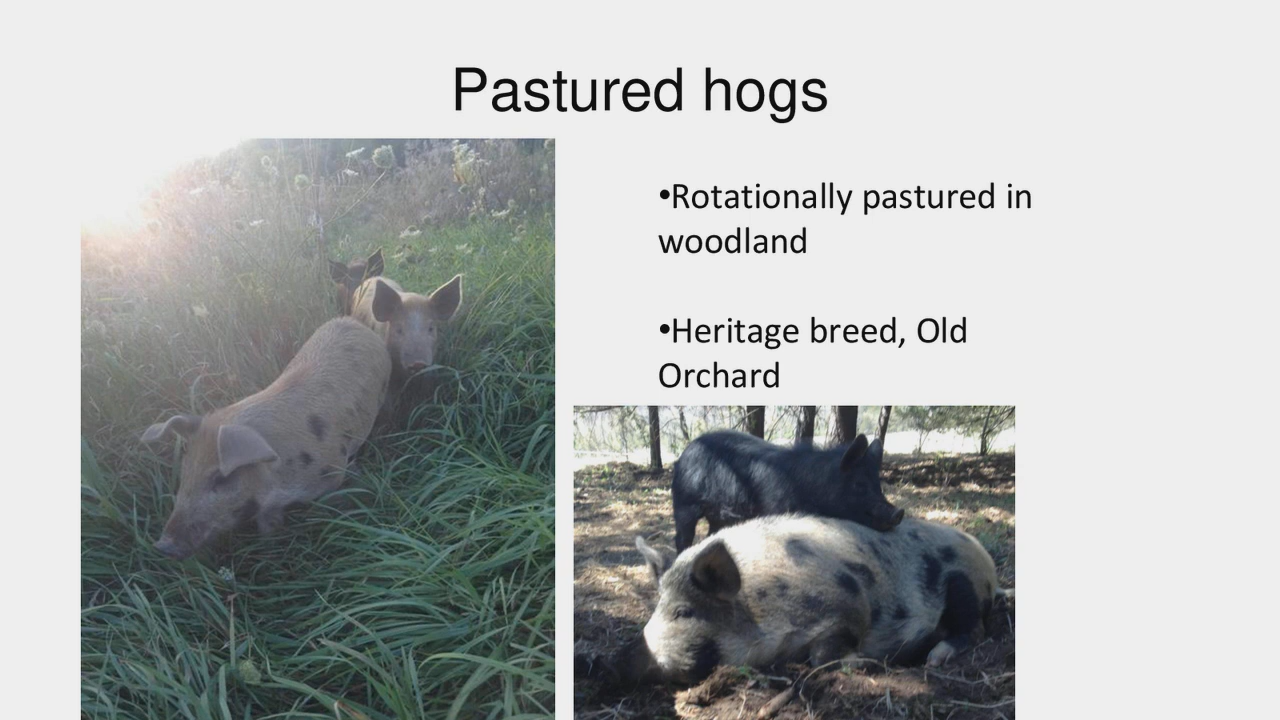 Pastured hogs
•Rotationally pastured in
woodland
•Heritage breed, Old
Orchard